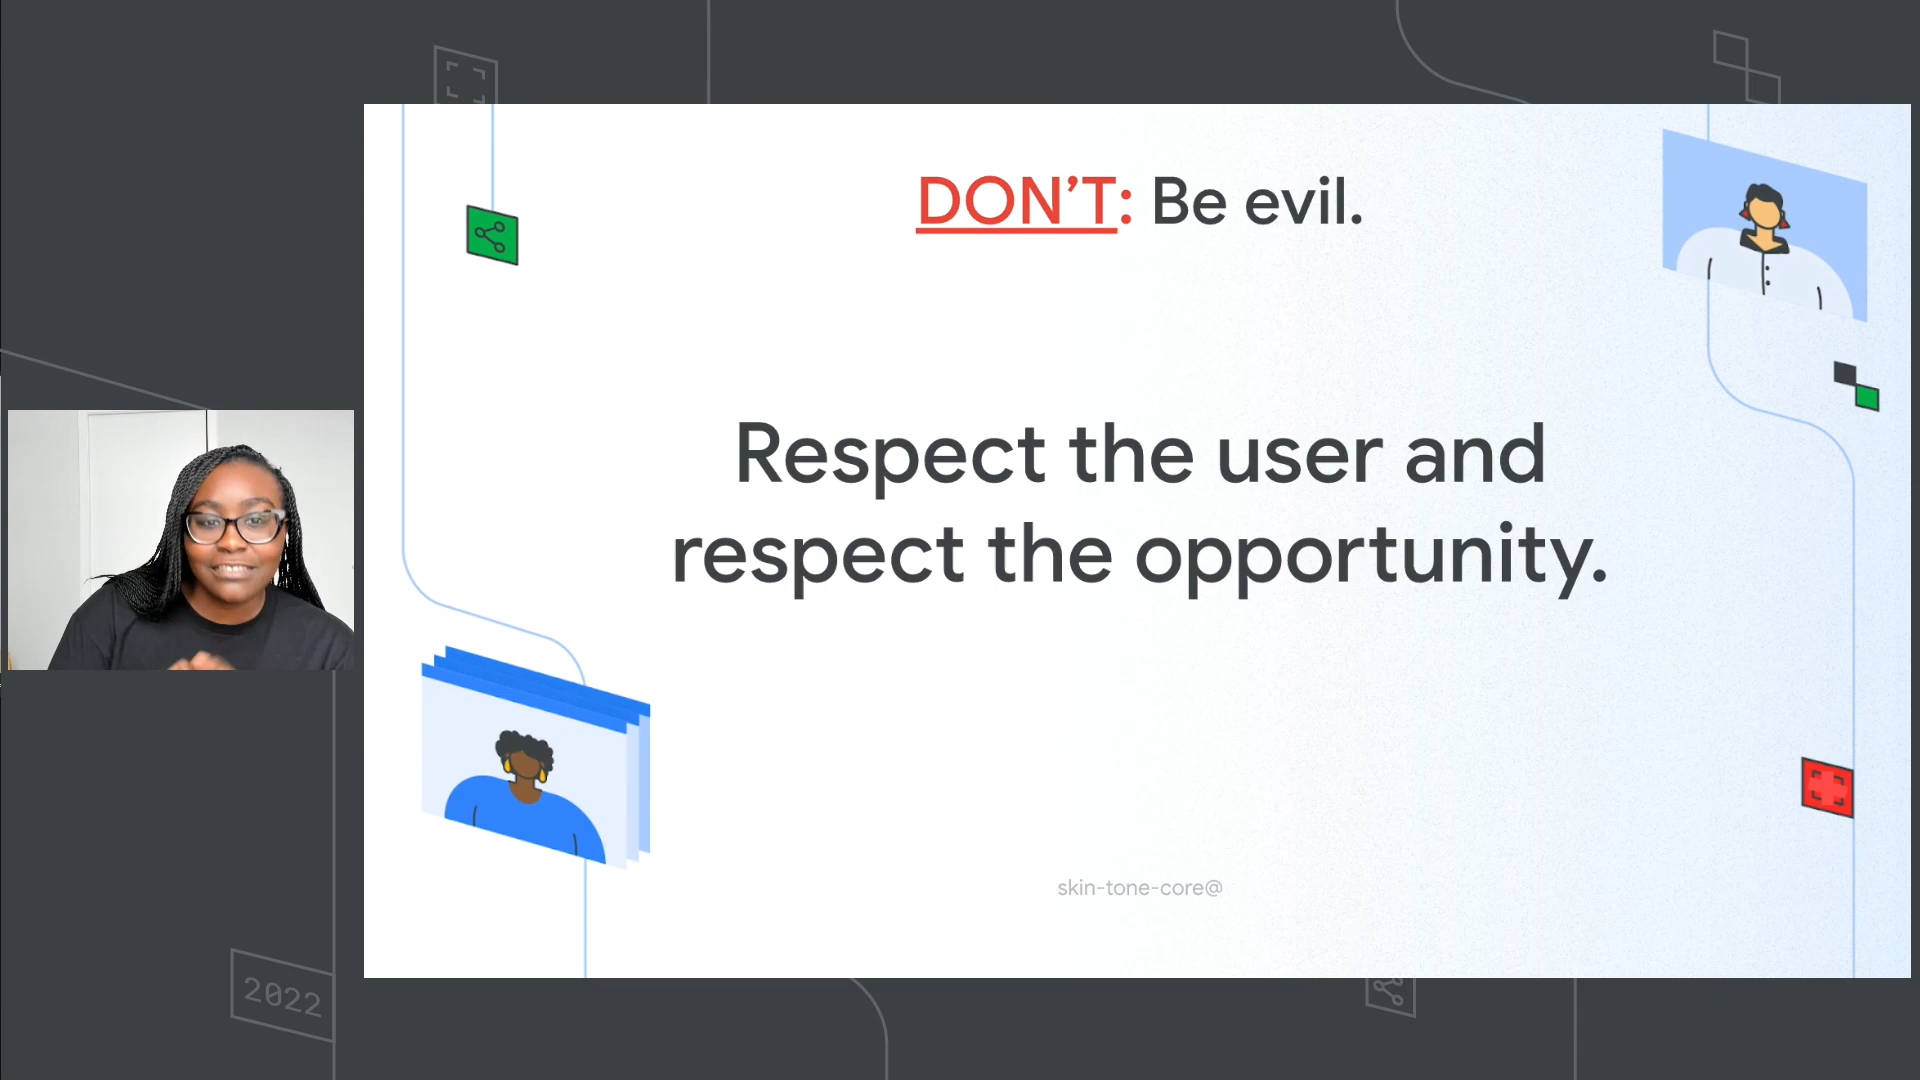 DON’T: Be evil.
Respect the user and
respect the opportunity.
skin-tone-core@
2022